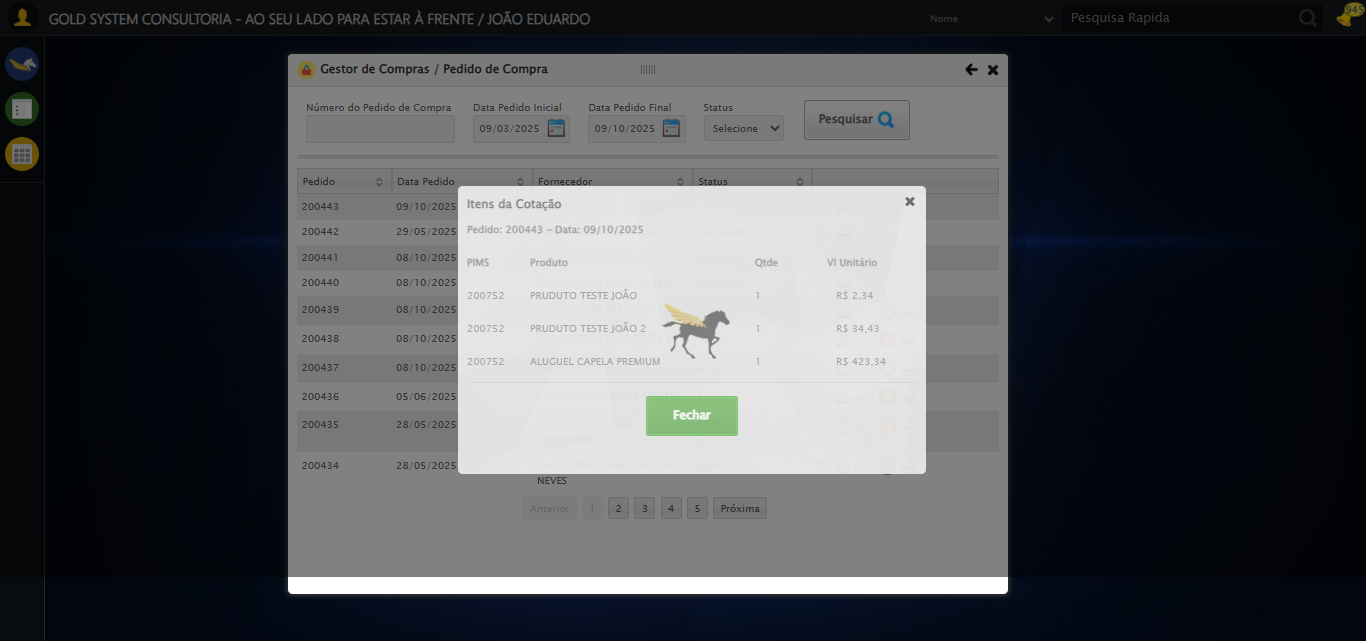 GOLD SYSTEM CONSULTORIA - AO SEU LADO PARA ESTAR À FRENTE / JOÃO EDUARDO
Nome
Pesquisa Rapida
945
Gestor de Compras / Pedido de Compra
Número do Pedido de Compra
Data Pedido Inicial
Data Pedido Final
Status
09/03/2025
09/10/2025
Selecione
Pesquisar
Pedido Data Pedido Fornecedor Status
200443 09/10/2025
200442 29/05/2025
200441 08/10/2025
200440 08/10/2025
200439 08/10/2025
200438 08/10/2025
200437 08/10/2025
200436 05/06/2025
200435 28/05/2025
200434 28/05/2025
NEVES
Itens da Cotação
Pedido: 200443 - Data: 09/10/2025
PIMS Produto Qtde Vl Unitário
200752 PRUDUTO TESTE JOÃO 1 R$ 2,34
200752 PRUDUTO TESTE JOÃO 2 1 R$ 34,43
200752 ALUGUEL CAPELA PREMIUM 1 R$ 423,34
Fechar
Anterior 1 2 3 4 5 Próxima